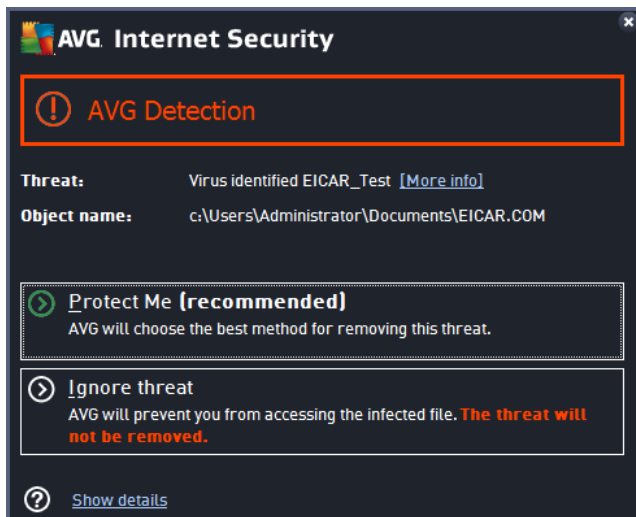 AVG. Internet Security
AVG Detection
Threat: Virus identified EICAR_Test [More info]
Object name: c:\Users\Administrator\Documents\EICAR.COM
Protect Me (recommended)
AVG will choose the best method for removing this threat.
Ignore threat
AVG will prevent you from accessing the infected file. The threat will
not be removed.
Show details